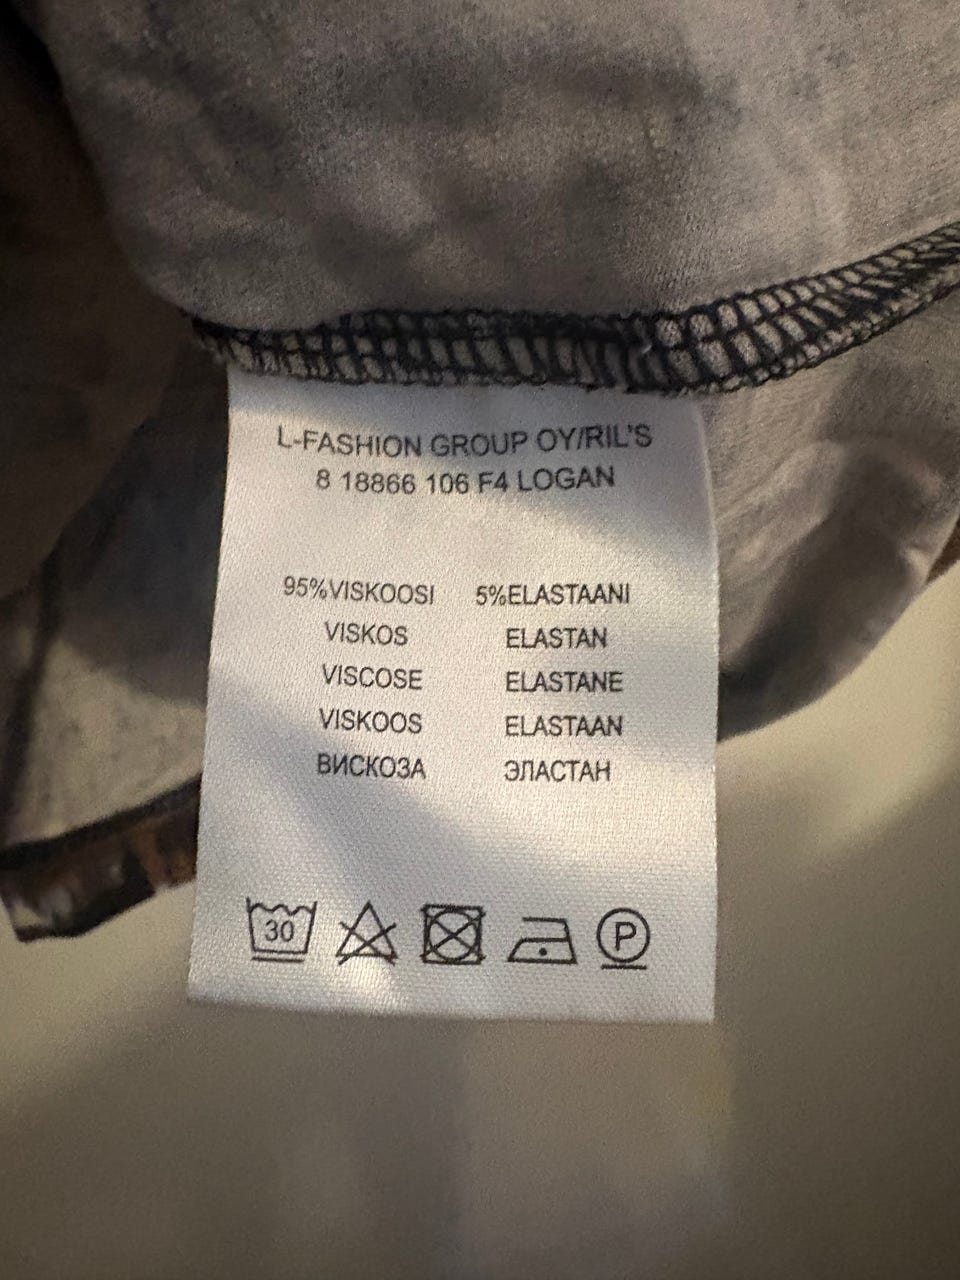 L-FASHION GROUP OY/RIL'S
8 18866 106 F4 LOGAN
95%VISKOOSI 5%ELASTAANI
VISKOS ELASTAN
VISCOSE ELASTANE
VISKOOS ELASTAAN
ВИСКОЗА ЭЛАСТАН
30 P